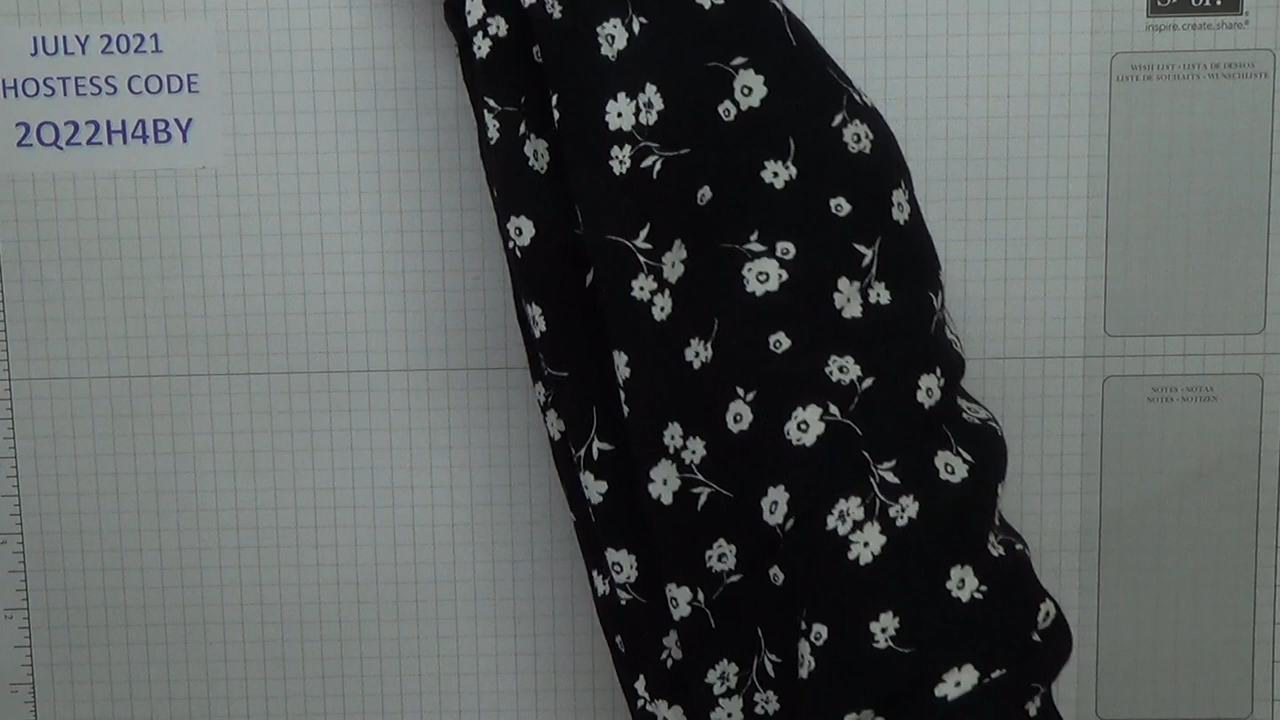 JULY 2021
HOSTESS CODE
2Q22H4BY
inspire.create.share.®
WISH LIST • LISTA DE DESEOS
LISTE DE SOUHAITS • WUNSCHLISTE
NOTES • NOTAS
NOTES • NOTIZEN